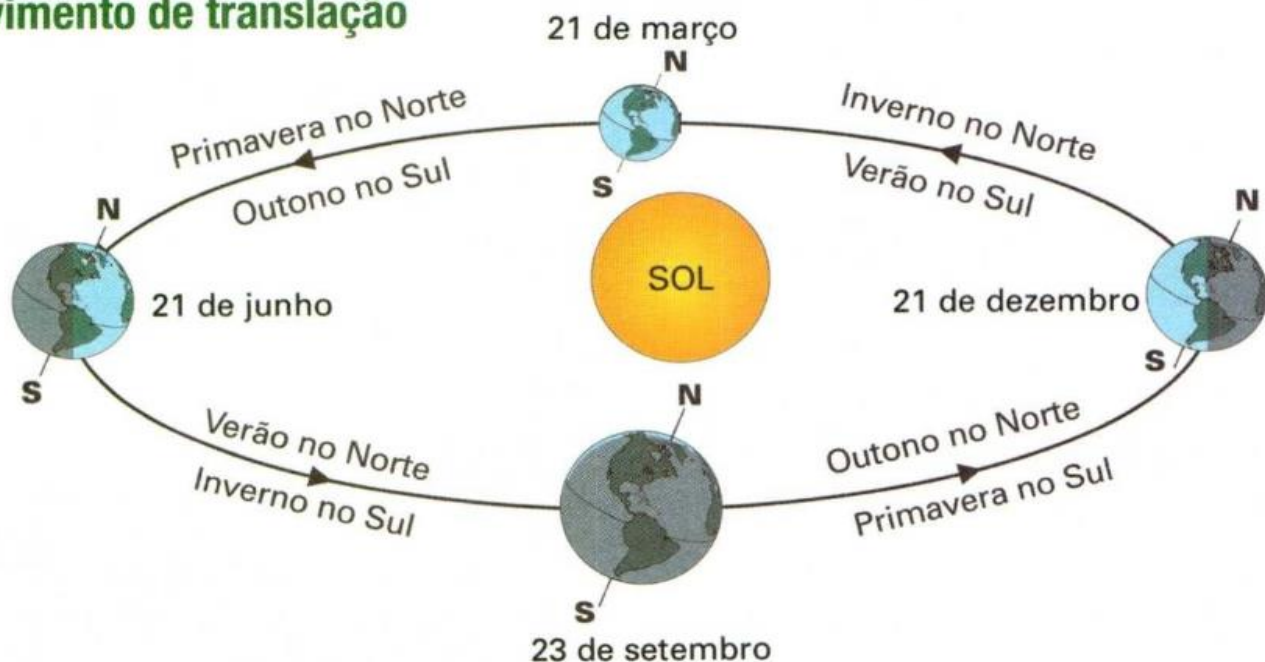 vimento de translação
21 de março
N
S
Primavera no Norte
Outono no Sul
Inverno no Norte
Verão no Sul
N
21 de junho
S
SOL
N
21 de dezembro
S
Verão no Norte
Inverno no Sul
N
S
23 de setembro
Outono no Norte
Primavera no Sul